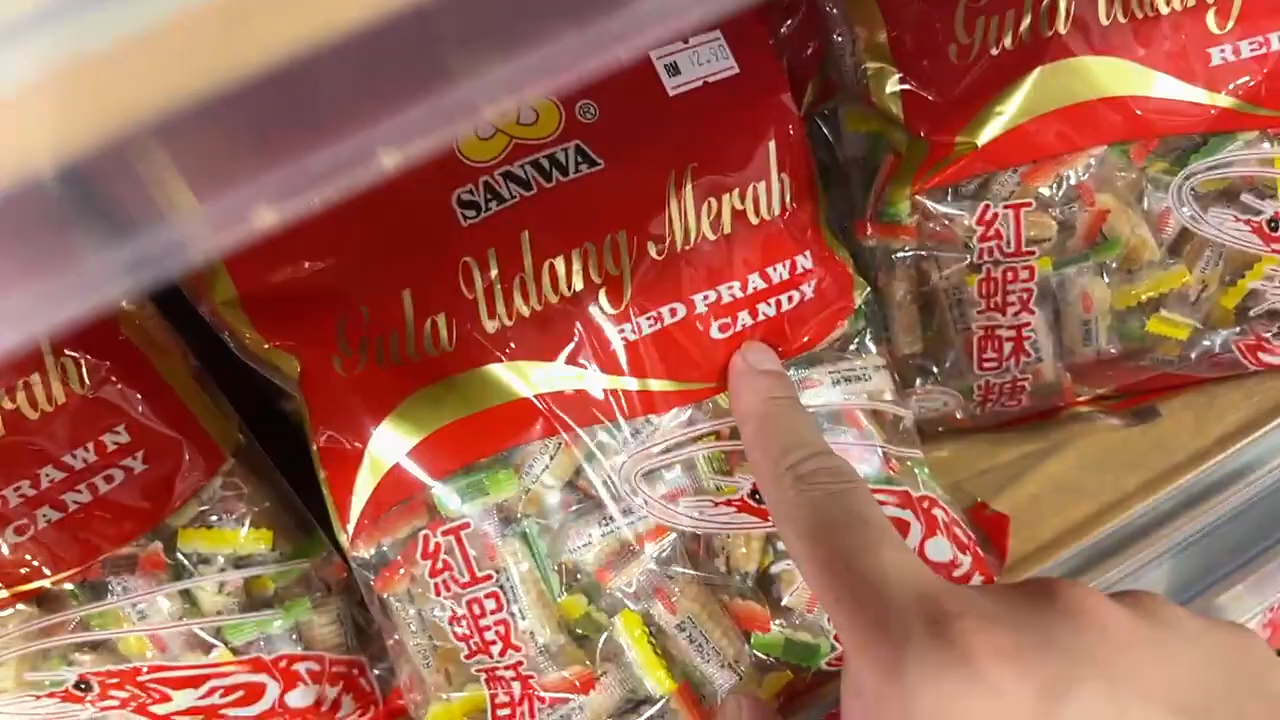 RM 12.90
®
SANWA
Gula Udang Merah
RED PRAWN
CANDY
紅蝦酥
Gula Udang
RED
紅蝦酥糖
rah
PRAWN
CANDY